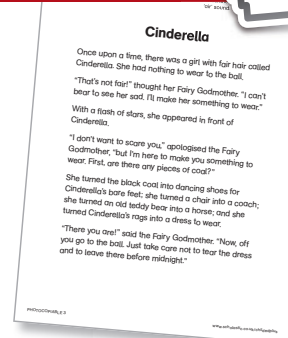 'air' sound
Cinderella
Once upon a time, there was a girl with fair hair called
Cinderella. She had nothing to wear to the ball.
"That's not fair!" thought her Fairy Godmother. "I can't
bear to see her sad. I'll make her something to wear."
With a flash of stars, she appeared in front of
Cinderella.
"I don't want to scare you," apologised the Fairy
Godmother, "but I'm here to make you something to
wear. First, are there any pieces of coal?"
She turned the black coal into dancing shoes for
Cinderella's bare feet; she turned a chair into a coach;
she turned an old teddy bear into a horse; and she
turned Cinderella's rags into a dress to wear.
"There you are!" said the Fairy Godmother. "Now, off
you go to the ball. Just take care not to tear the dress
and to leave there before midnight."
PHOTOCOPIABLE